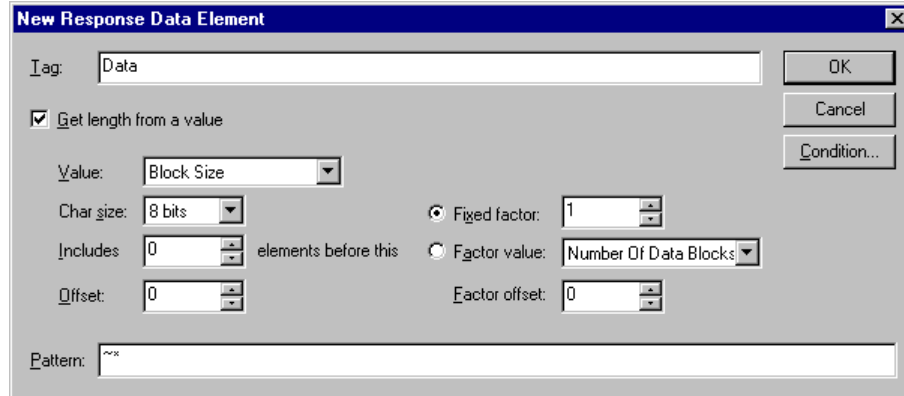 New Response Data Element
Tag: Data
OK
Get length from a value
Cancel
Condition...
Value: Block Size
Char size: 8 bits Fixed factor: 1
Includes 0 elements before this Factor value: Number Of Data Blocks
Offset: 0 Factor offset: 0
Pattern: ~*